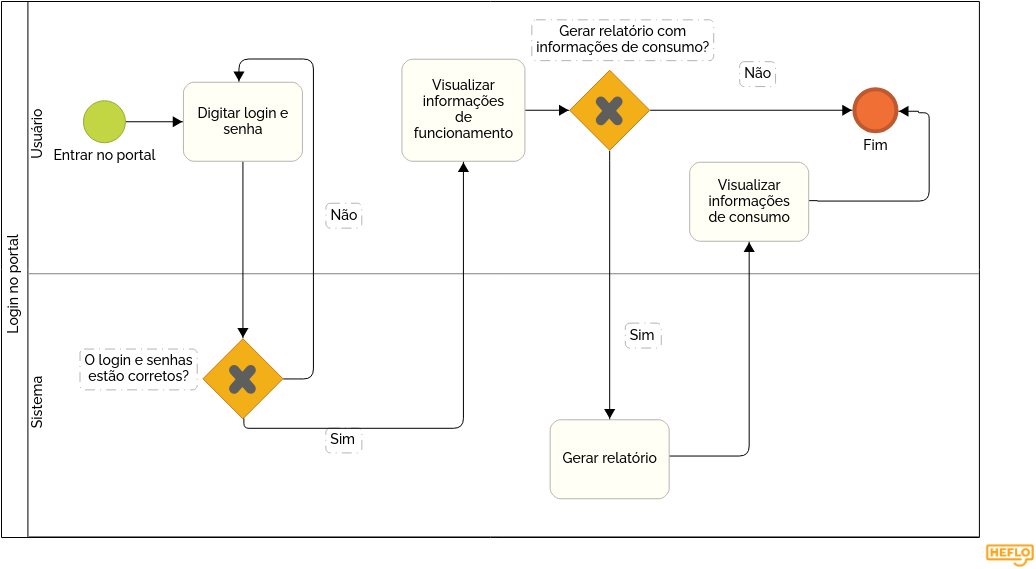 Login no portal
Usuário
Entrar no portal
Digitar login e
senha
Não
Visualizar
informações
de
funcionamento
Gerar relatório com
informações de consumo?
Não
Fim
Visualizar
informações
de consumo
Sistema
O login e senhas
estão corretos?
Sim
Sim
Gerar relatório
HEFLO